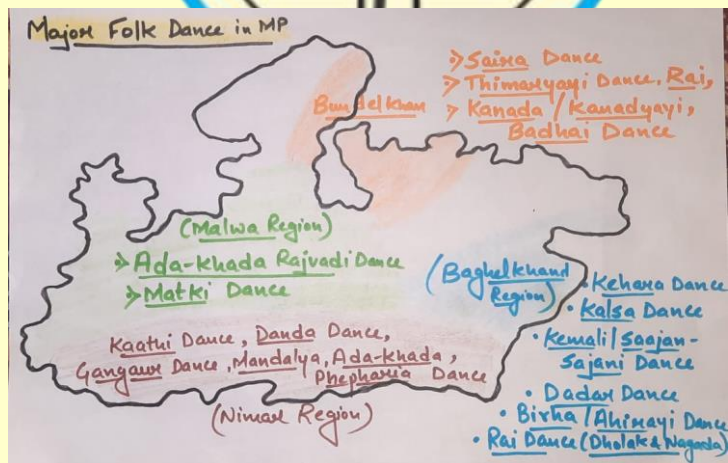 Major Folk Dance in MP
Bundelkhan
> Saira Dance
> Thimaryayi Dance, Rai,
> Kanada / Kanadyayi,
Badhai Dance
(Malwa Region)
> Ada-khada Rajvadi Dance
> Matki Dance
(Baghelkhand
Region)
• Kehara Dance
• Kalsa Dance
• Kemali / Saajan-
Sajani Dance
• Dadar Dance
• Birha / Ahirayi Dance
• Rai Dance (Dholak & Nagada)
Kaathi Dance, Danda Dance,
Gangaur Dance, Mandalya, Ada-khada,
Phepharia Dance
(Nimar Region)